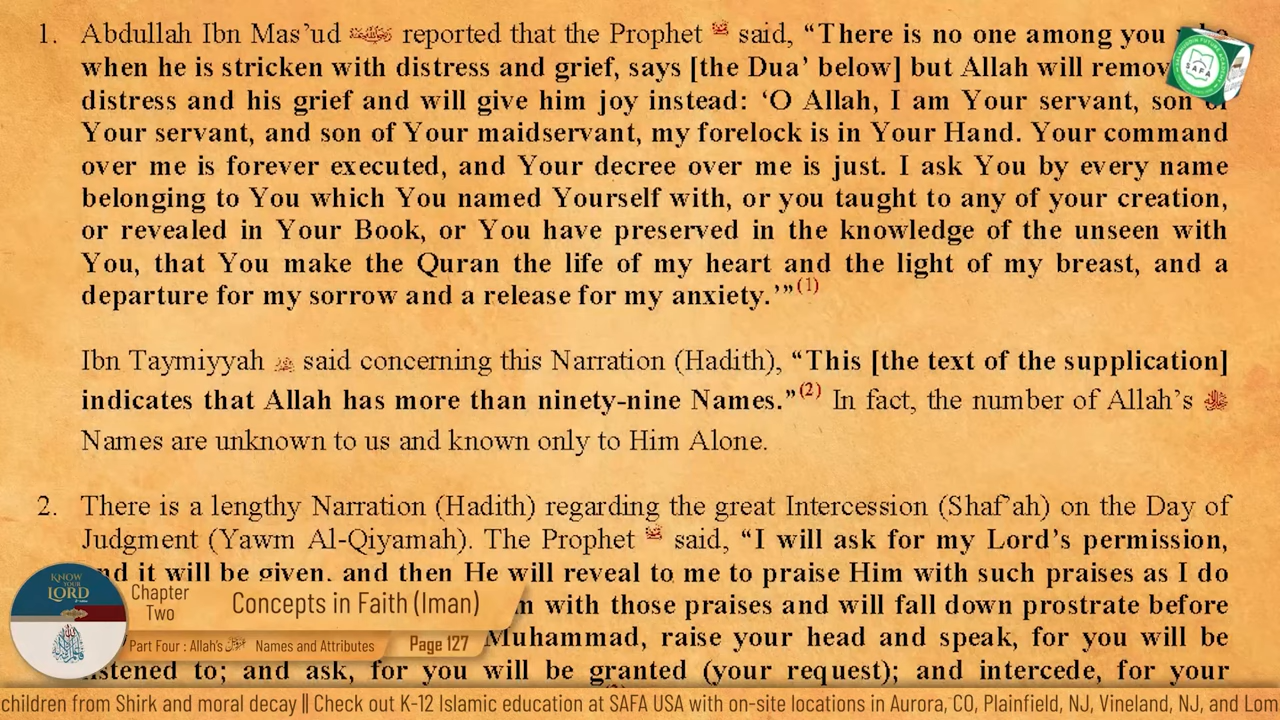 1. Abdullah Ibn Mas’ud reported that the Prophet ﷺ said, “There is no one among you
when he is stricken with distress and grief, says [the Dua’ below] but Allah will
distress and his grief and will give him joy instead: ‘O Allah, I am Your servant, son of
Your servant, and son of Your maidservant, my forelock is in Your Hand. Your command
over me is forever executed, and Your decree over me is just. I ask You by every name
belonging to You which You named Yourself with, or you taught to any of your creation,
or revealed in Your Book, or You have preserved in the knowledge of the unseen with
You, that You make the Quran the life of my heart and the light of my breast, and a
departure for my sorrow and a release for my anxiety.’”(1)
Ibn Taymiyyah said concerning this Narration (Hadith), “This [the text of the supplication]
indicates that Allah has more than ninety-nine Names.”(2) In fact, the number of Allah’s
Names are unknown to us and known only to Him Alone.
2. There is a lengthy Narration (Hadith) regarding the great Intercession (Shaf’ah) on the Day of
Judgment (Yawm Al-Qiyamah). The Prophet ﷺ said, “I will ask for my Lord’s permission,
and it will be given, and then He will reveal to me to praise Him with such praises as I do
with those praises and will fall down prostrate before
Muhammad, raise your head and speak, for you will be
listened to; and ask, for you will be granted (your request); and intercede, for your
SAFA
KNOW
YOUR
LORD
Chapter
Two
Concepts in Faith (Iman)
Part Four : Allah’s Names and Attributes
Page 127
children from Shirk and moral decay || Check out K-12 Islamic education at SAFA USA with on-site locations in Aurora, CO, Plainfield, NJ, Vineland, NJ, and Lom